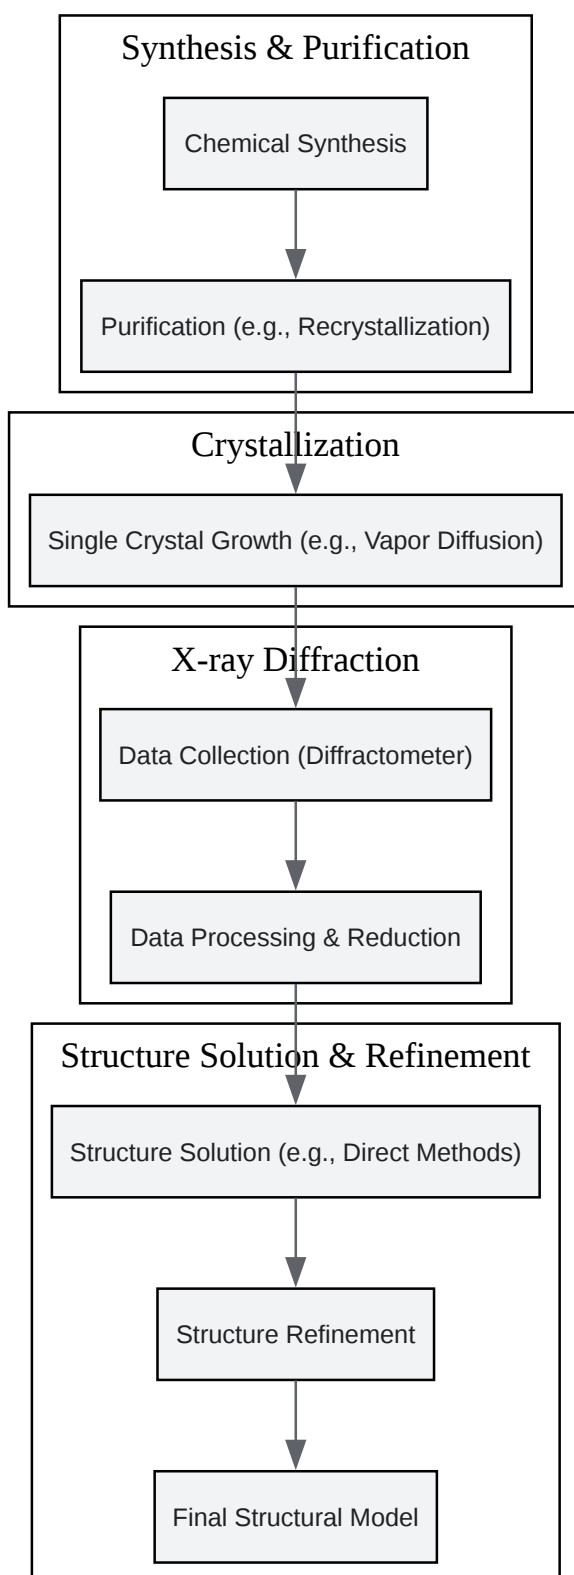 Synthesis & Purification
Chemical Synthesis
Purification (e.g., Recrystallization)
Crystallization
Single Crystal Growth (e.g., Vapor Diffusion)
X-ray Diffraction
Data Collection (Diffractometer)
Data Processing & Reduction
Structure Solution & Refinement
Structure Solution (e.g., Direct Methods)
Structure Refinement
Final Structural Model